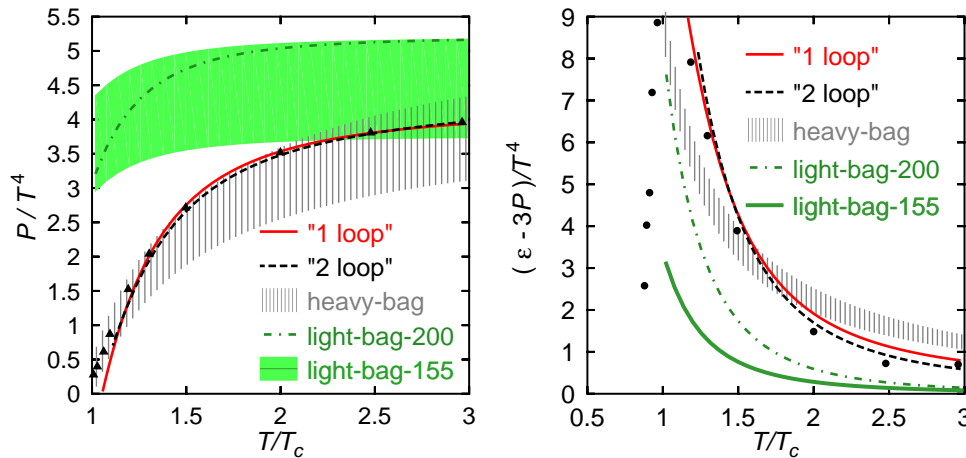 5.5
5
4.5
4
3.5
3
2.5
2
1.5
1
0.5
0
P / T^4
"1 loop"
"2 loop"
heavy-bag
light-bag-200
light-bag-155
1 1.5 2 2.5 3
T/T_c
9
8
7
6
5
4
3
2
1
0
( ε - 3P )/T^4
"1 loop"
"2 loop"
heavy-bag
light-bag-200
light-bag-155
0.5 1 1.5 2 2.5 3
T/T_c